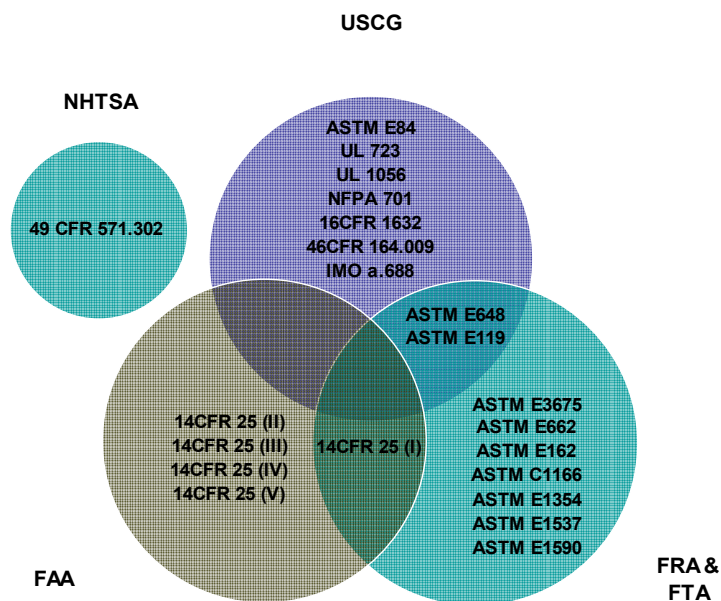 USCG
NHTSA
ASTM E84
UL 723
UL 1056
NFPA 701
16CFR 1632
46CFR 164.009
IMO a.688
49 CFR 571.302
ASTM E648
ASTM E119
14CFR 25 (II)
14CFR 25 (III)
14CFR 25 (IV)
14CFR 25 (V)
14CFR 25 (I)
ASTM E3675
ASTM E662
ASTM E162
ASTM C1166
ASTM E1354
ASTM E1537
ASTM E1590
FAA
FRA &
FTA